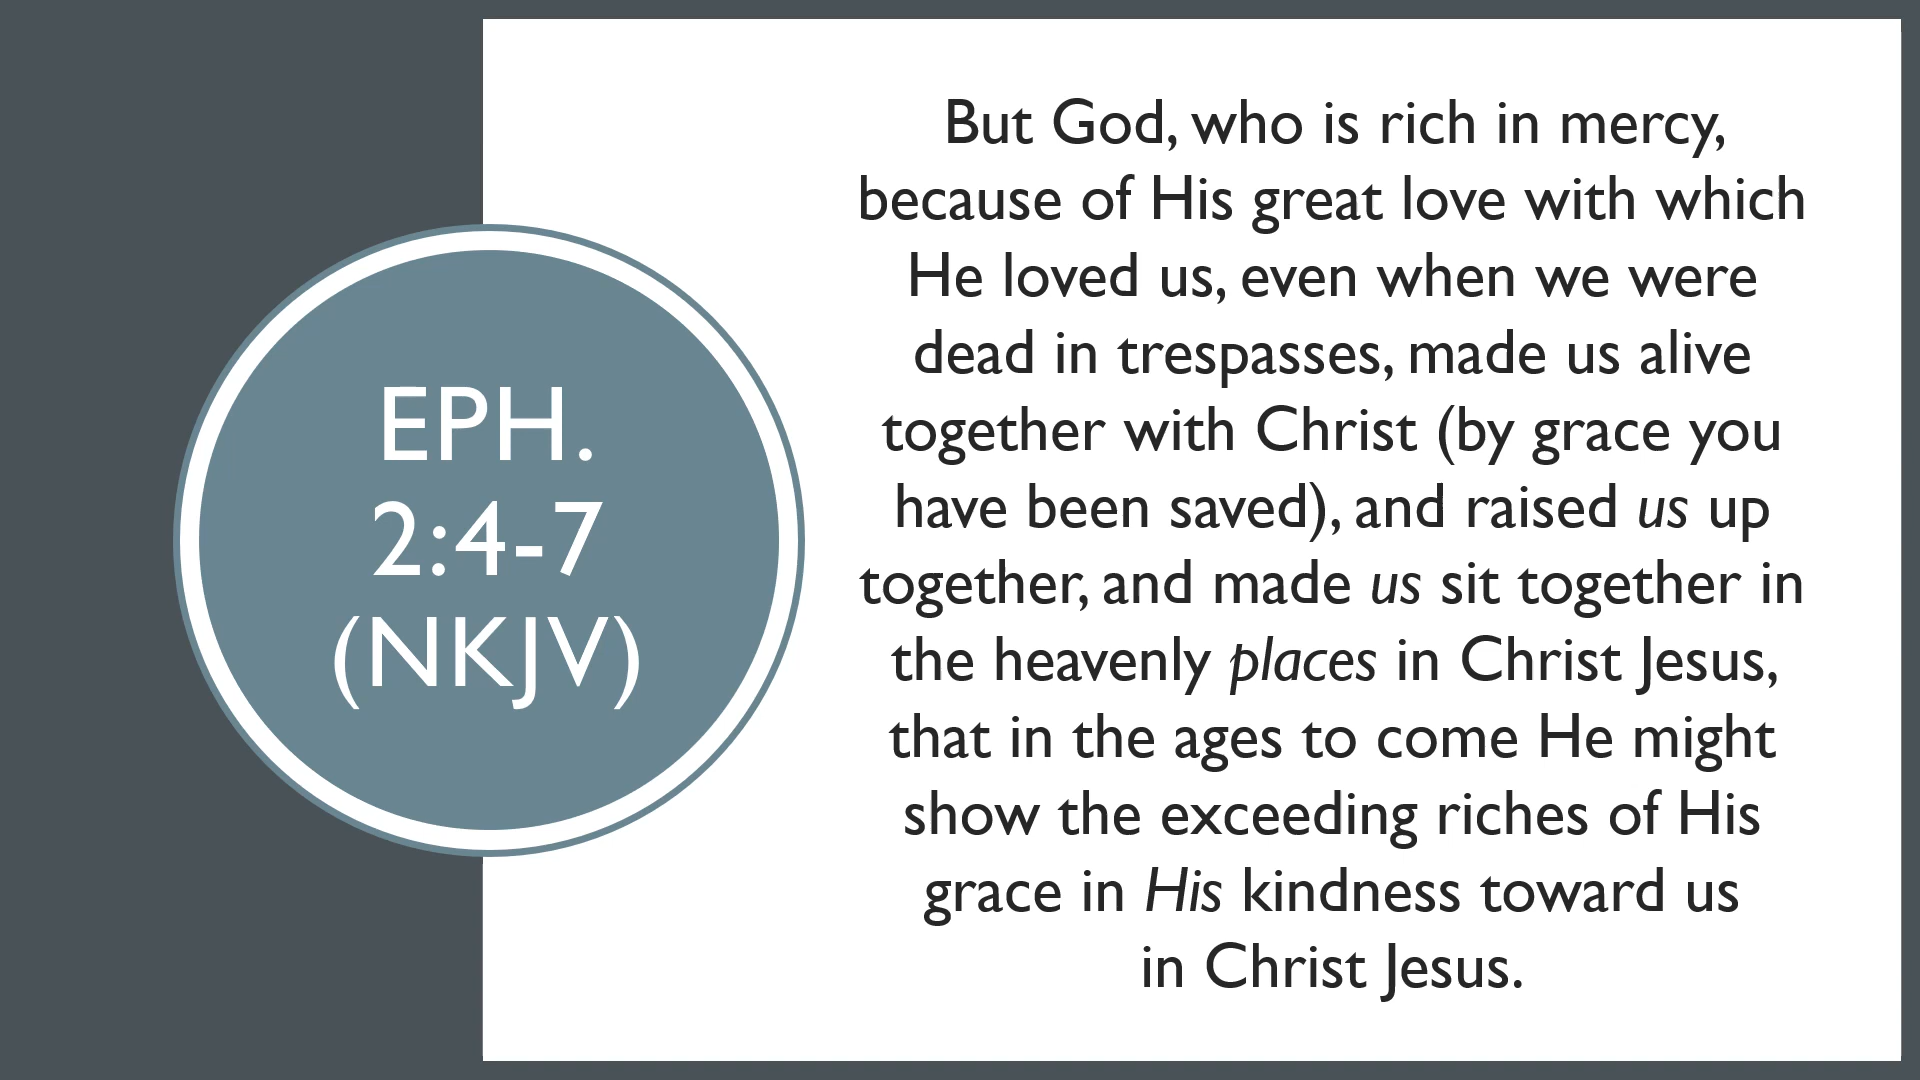 EPH.
2:4-7
(NKJV)
But God, who is rich in mercy,
because of His great love with which
He loved us, even when we were
dead in trespasses, made us alive
together with Christ (by grace you
have been saved), and raised us up
together, and made us sit together in
the heavenly places in Christ Jesus,
that in the ages to come He might
show the exceeding riches of His
grace in His kindness toward us
in Christ Jesus.